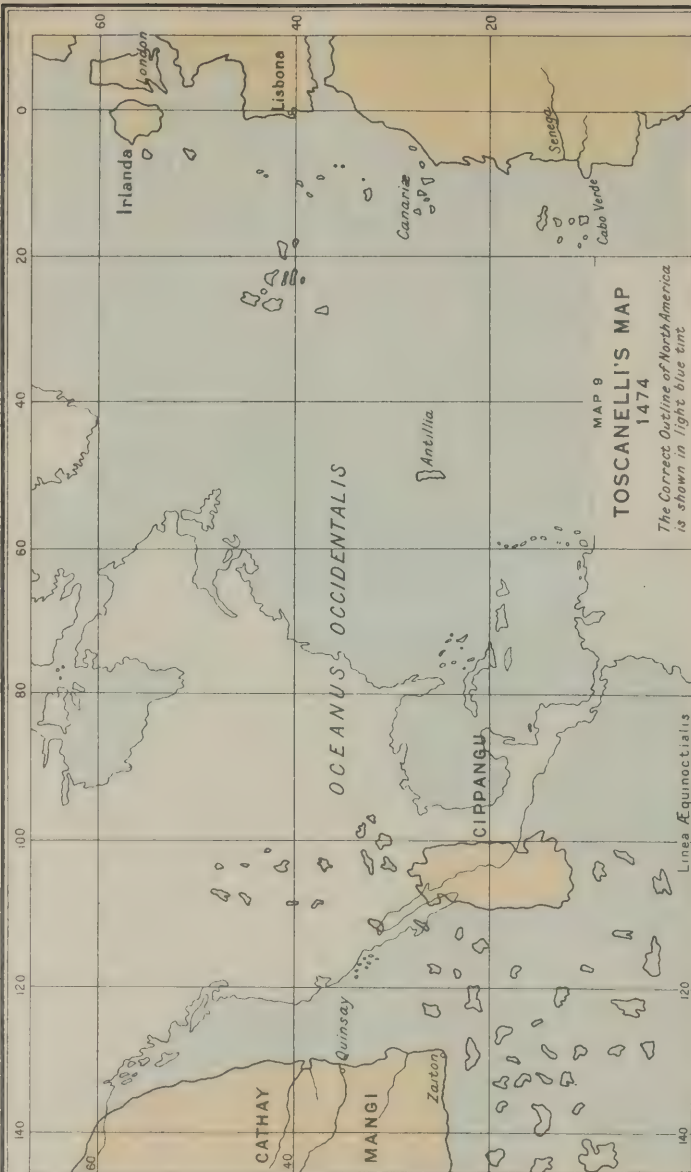 60
40
20
0
20
40
60
80
100
120
140
60
40
120
140
London
Irlanda
Lisbona
Canariæ
Senega
Cabo Verde
Antillia
OCEANUS OCCIDENTALIS
CIPPANGU
CATHAY
MANGI
Quinsay
Zaiton
Linea Æquinoctialis
MAP 9
TOSCANELLI'S MAP
1474
The Correct Outline of North America
is shown in light blue tint